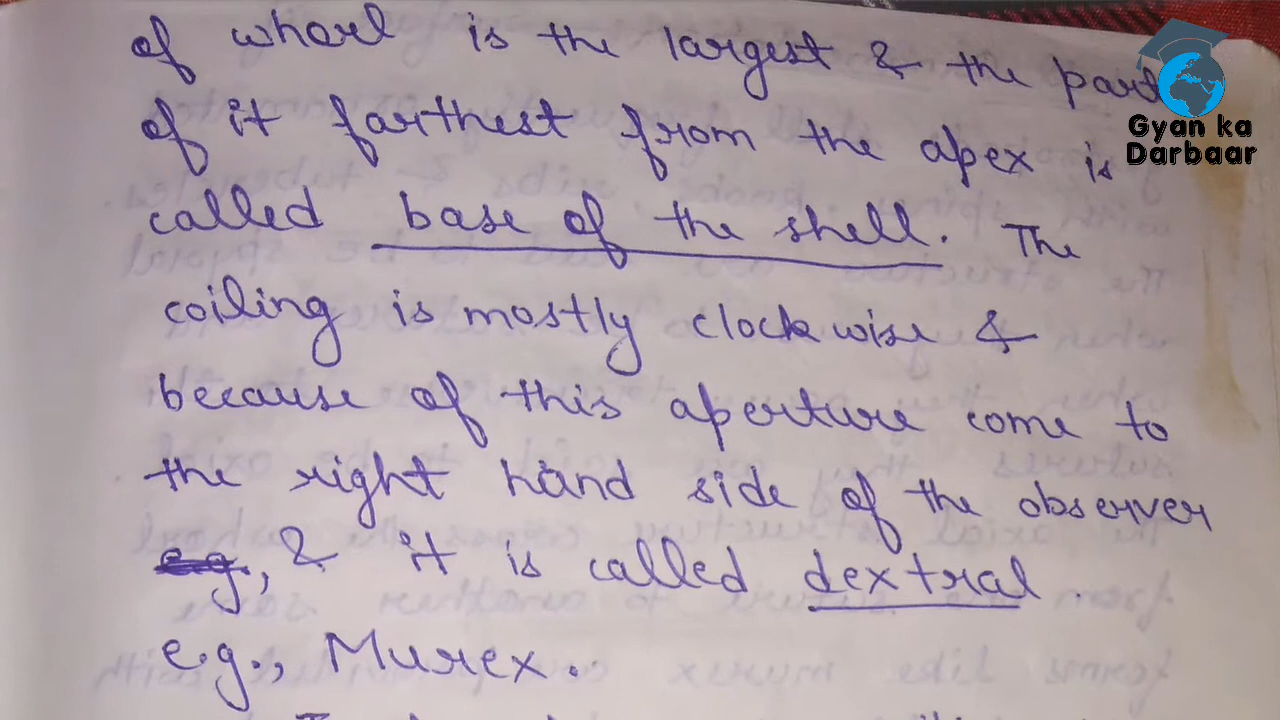 of whorl is the largest & the part
of it farthest from the apex is
called base of the shell. The
coiling is mostly clockwise &
because of this aperture come to
the right hand side of the observer
e.g., & it is called dextral
e.g., Murex.
Gyan ka
Darbaar